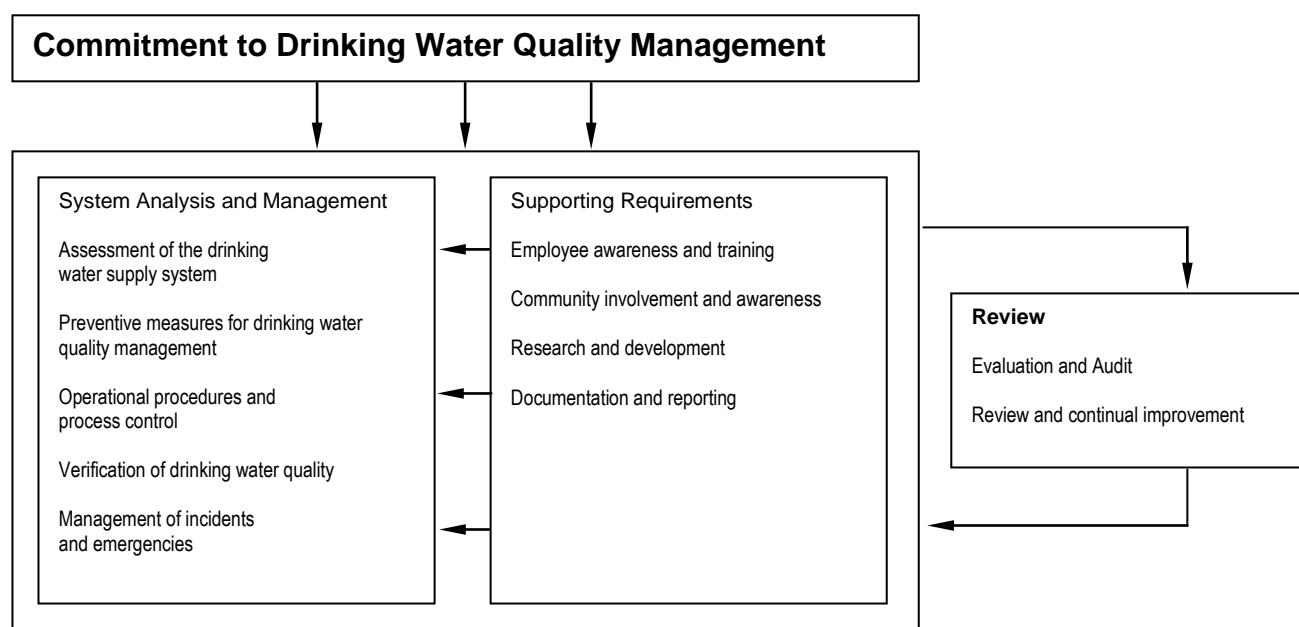 Commitment to Drinking Water Quality Management
System Analysis and Management
Assessment of the drinking
water supply system
Preventive measures for drinking water
quality management
Operational procedures and
process control
Verification of drinking water quality
Management of incidents
and emergencies
Supporting Requirements
Employee awareness and training
Community involvement and awareness
Research and development
Documentation and reporting
Review
Evaluation and Audit
Review and continual improvement